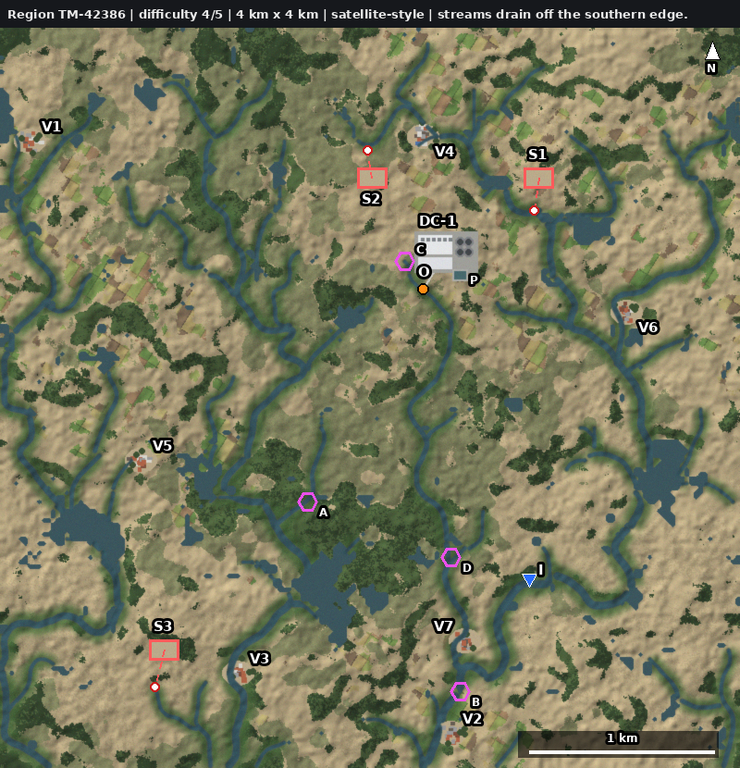 Region TM-42386 | difficulty 4/5 | 4 km x 4 km | satellite-style | streams drain off the southern edge.
N
V1
V4
S1
S2
DC-1
C
O
P
V6
V5
A
D
I
S3
V7
V3
B
V2
1 km